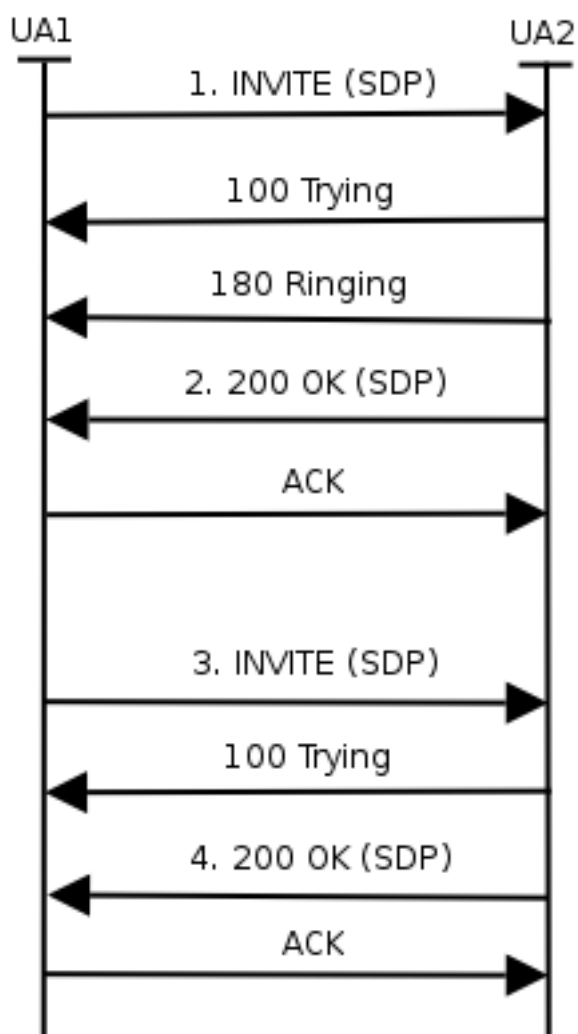 UA1
UA2
1. INVITE (SDP)
100 Trying
180 Ringing
2. 200 OK (SDP)
ACK
3. INVITE (SDP)
100 Trying
4. 200 OK (SDP)
ACK